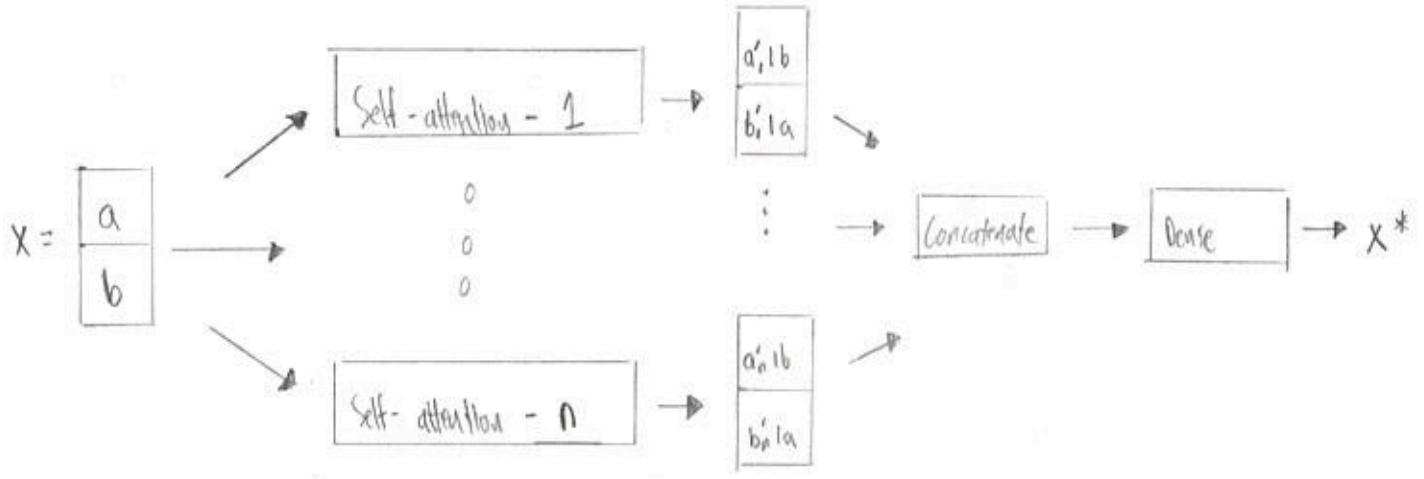 X =
a
b
Self-attention - 1
a'₁|b
b'₁|a
Concatenate
Dense
X*
Self-attention - n
a'ₙ|b
b'ₙ|a